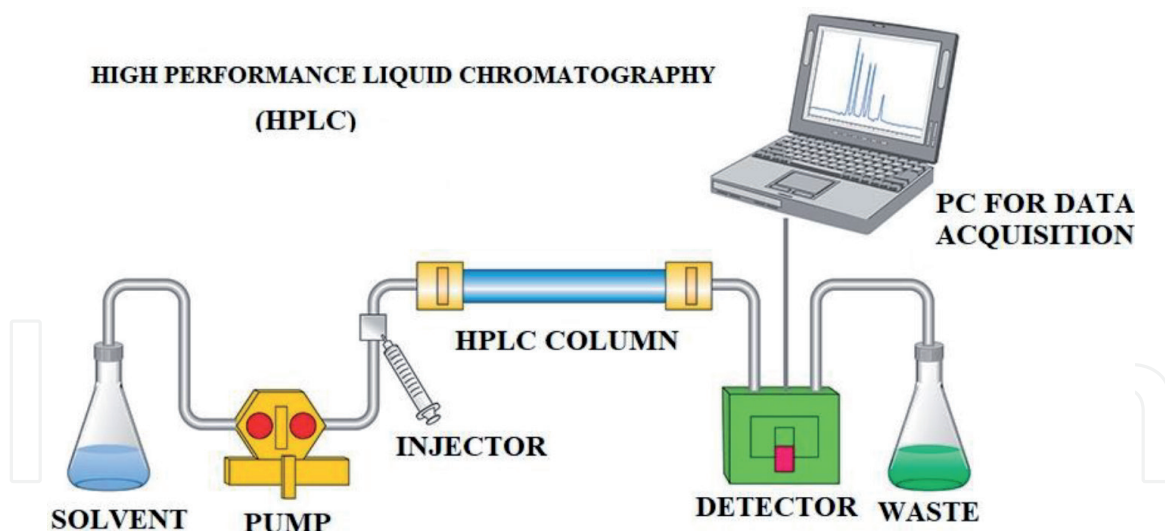 HIGH PERFORMANCE LIQUID CHROMATOGRAPHY
(HPLC)
PC FOR DATA
ACQUISITION
HPLC COLUMN
INJECTOR
SOLVENT
PUMP
DETECTOR
WASTE